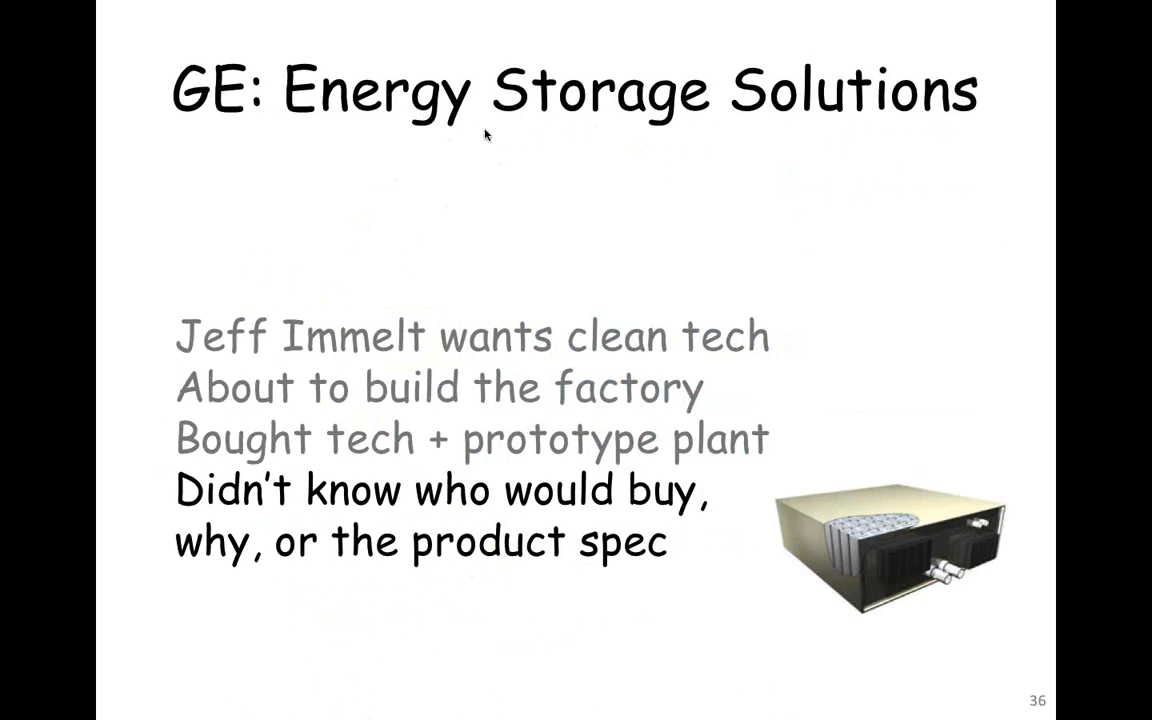 GE: Energy Storage Solutions
Jeff Immelt wants clean tech
About to build the factory
Bought tech + prototype plant
Didn’t know who would buy,
why, or the product spec
36